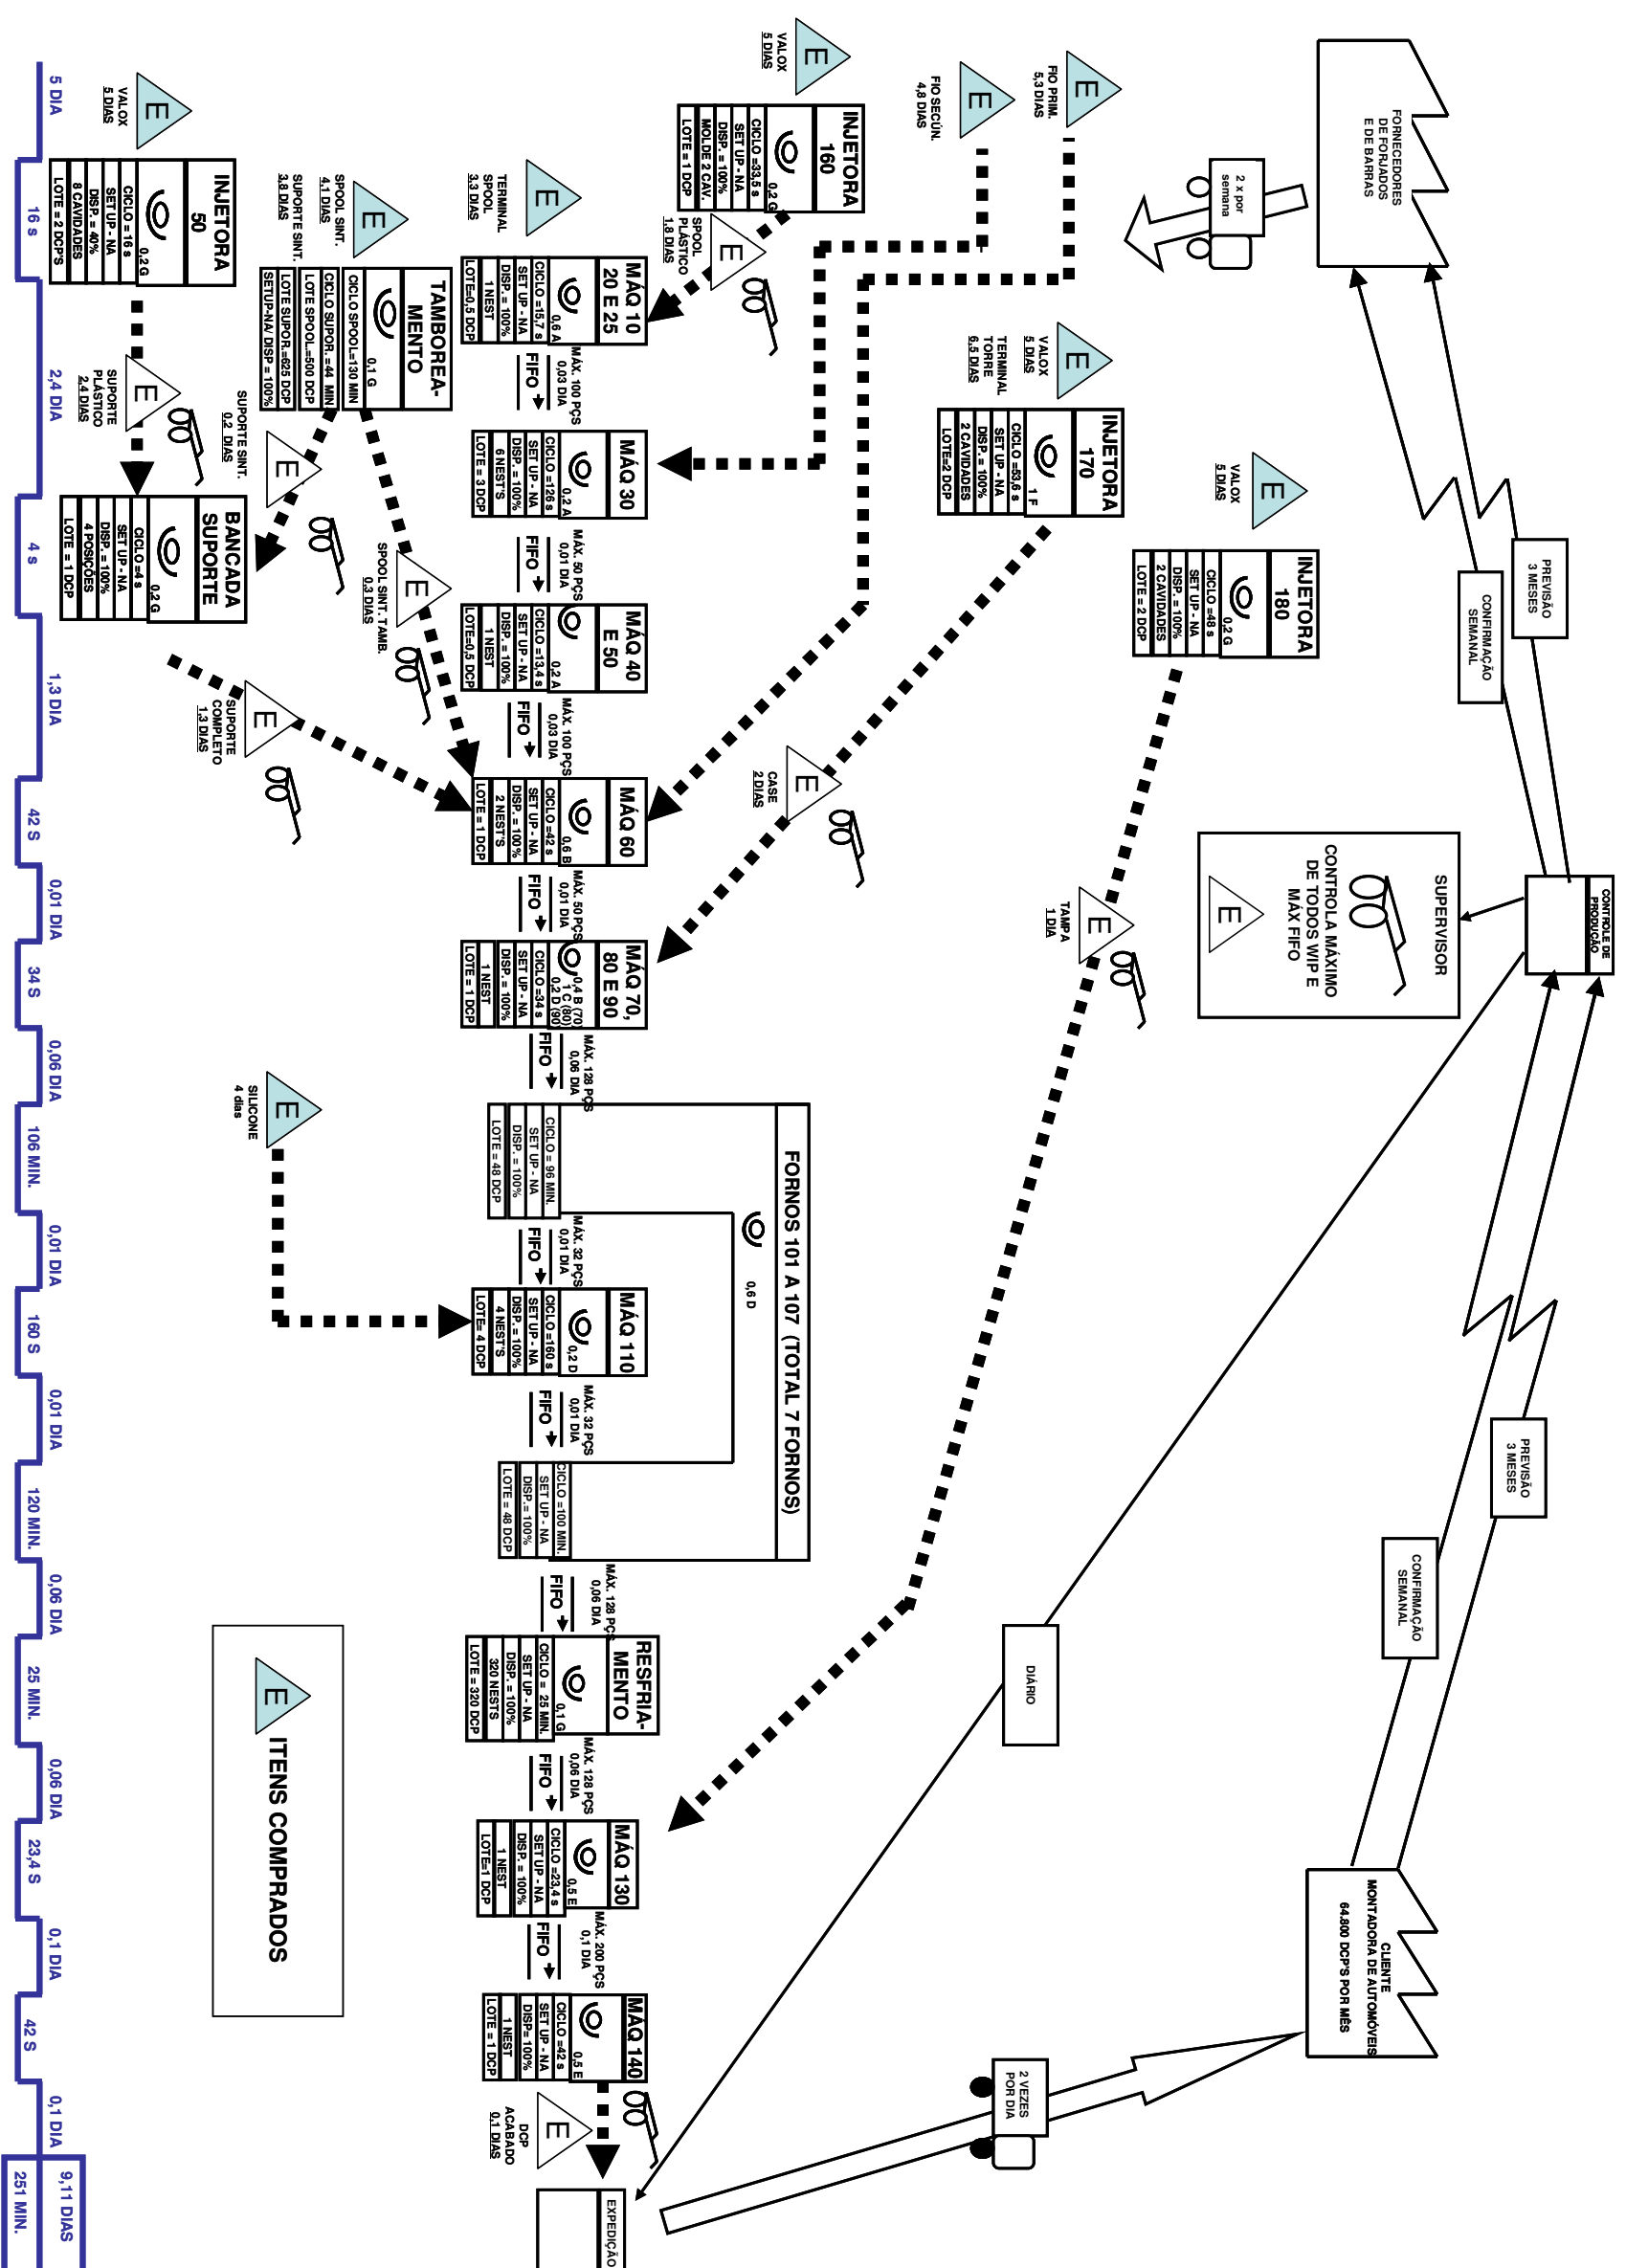 FORNECEDORES
DE FORJADOS
E DE BARRAS
2 x por
semana
PREVISÃO
3 MESES
CONFIRMAÇÃO
SEMANAL
CONTROLE DE
PRODUÇÃO
PREVISÃO
3 MESES
CONFIRMAÇÃO
SEMANAL
CLIENTE
MONTADORA DE AUTOMÓVEIS
64.800 DCP'S POR MÊS
SUPERVISOR
CONTROLA MÁXIMO
DE TODOS WIP E
MÁX FIFO
E
DIÁRIO
2 VEZES
POR DIA
E
VALOX
5 DIAS
INJETORA
180
0,2 G
CICLO =48 s
SET UP - NA
DISP. =100%
2 CAVIDADES
LOTE = 2 DCP
E
TAMPA
1 DIA
E
FIO PRIM.
5,3 DIAS
E
FIO SECÚN.
4,8 DIAS
E
VALOX
5 DIAS
TERMINAL
TORRE
6,5 DIAS
INJETORA
170
1 F
CICLO =53,6 s
SET UP - NA
DISP. = 100%
2 CAVIDADES
LOTE=2 DCP
E
CASE
2 DIAS
E
VALOX
5 DIAS
INJETORA
160
0,2 G
CICLO =33,5 s
SET UP - NA
DISP. =100%
MOLDE 2 CAV.
LOTE = 1 DCP
E
SPOOL
PLÁSTICO
1,8 DIAS
FORNOS 101 A 107 (TOTAL 7 FORNOS)
0,6 D
E
TERMINAL
SPOOL
3,3 DIAS
MÁQ 10
20 E 25
0,6 A
CICLO =15,7 s
SET UP - NA
DISP. = 100%
1 NEST
LOTE=0,5 DCP
MÁX. 100 PÇS
0,03 DIA
FIFO
MÁQ 30
0,2 A
CICLO =126 s
SET UP - NA
DISP. = 100%
6 NEST'S
LOTE = 3 DCP
MÁX. 50 PÇS
0,01 DIA
FIFO
MÁQ 40
E 50
0,2 A
CICLO =13,4 s
SET UP - NA
DISP. = 100%
1 NEST
LOTE=0,5 DCP
MÁX. 100 PÇS
0,03 DIA
FIFO
MÁQ 60
0,6 B
CICLO =42 s
SET UP - NA
DISP. = 100%
2 NEST'S
LOTE = 1 DCP
MÁX. 50 PÇS
0,01 DIA
FIFO
MÁQ 70,
80 E 90
0,4 B (70)
1 C (80)
0,2 D (90)
CICLO =34 s
SET UP - NA
DISP. = 100%
1 NEST
LOTE = 1 DCP
MÁX. 128 PÇS
0,06 DIA
FIFO
CICLO = 96 MIN.
SET UP - NA
DISP. = 100%
LOTE = 48 DCP
MÁX. 32 PÇS
0,01 DIA
FIFO
MÁQ 110
0,2 D
CICLO =160 s
SET UP - NA
DISP. = 100%
4 NEST'S
LOTE= 4 DCP
MÁX. 32 PÇS
0,01 DIA
FIFO
CICLO =100 MIN.
SET UP - NA
DISP.= 100%
LOTE = 48 DCP
MÁX. 128 PÇS
0,06 DIA
FIFO
RESFRIA-
MENTO
0,1 G
CICLO = 25 MIN.
SET UP - NA
DISP. = 100%
320 NESTS
LOTE = 320 DCP
MÁX. 128 PÇS
0,06 DIA
FIFO
MÁQ 130
0,5 E
CICLO =23,4 s
SET UP - NA
DISP. = 100%
1 NEST
LOTE=1 DCP
MÁX. 200 PÇS
0,1 DIA
FIFO
MÁQ 140
0,5 E
CICLO =42 s
SET UP - NA
DISP= 100%
1 NEST
LOTE = 1 DCP
E
DCP
ACABADO
0,1 DIAS
EXPEDIÇÃO
E
SPOOL SINT.
4,1 DIAS
SUPORTE SINT.
3,8 DIAS
TAMBOREA-
MENTO
0,1 G
CICLO SPOOL=130 MIN
CICLO SUPOR.=44 MIN
LOTE SPOOL.=500 DCP
LOTE SUPOR.=625 DCP
SETUP-NA/ DISP = 100%
E
SPOOL SINT. TAMB.
0,3 DIAS
SUPORTE SINT.
0,2 DIAS
E
E
SILICONE
4 dias
E
VALOX
5 DIAS
INJETORA
50
0,2 G
CICLO = 16 s
SET UP - NA
DISP. = 40%
8 CAVIDADES
LOTE = 2 DCP'S
E
SUPORTE
PLÁSTICO
2,4 DIAS
BANCADA
SUPORTE
0,2 G
CICLO=4 s
SET UP - NA
DISP. = 100%
4 POSIÇÕES
LOTE = 1 DCP
E
SUPORTE
COMPLETO
1,3 DIAS
E
ITENS COMPRADOS
5 DIA
16 s
2,4 DIA
4 s
1,3 DIA
42 S
0,01 DIA
34 S
0,06 DIA
106 MIN.
0,01 DIA
160 S
0,01 DIA
120 MIN.
0,06 DIA
25 MIN.
0,06 DIA
23,4 S
0,1 DIA
42 S
0,1 DIA
9,11 DIAS
251 MIN.